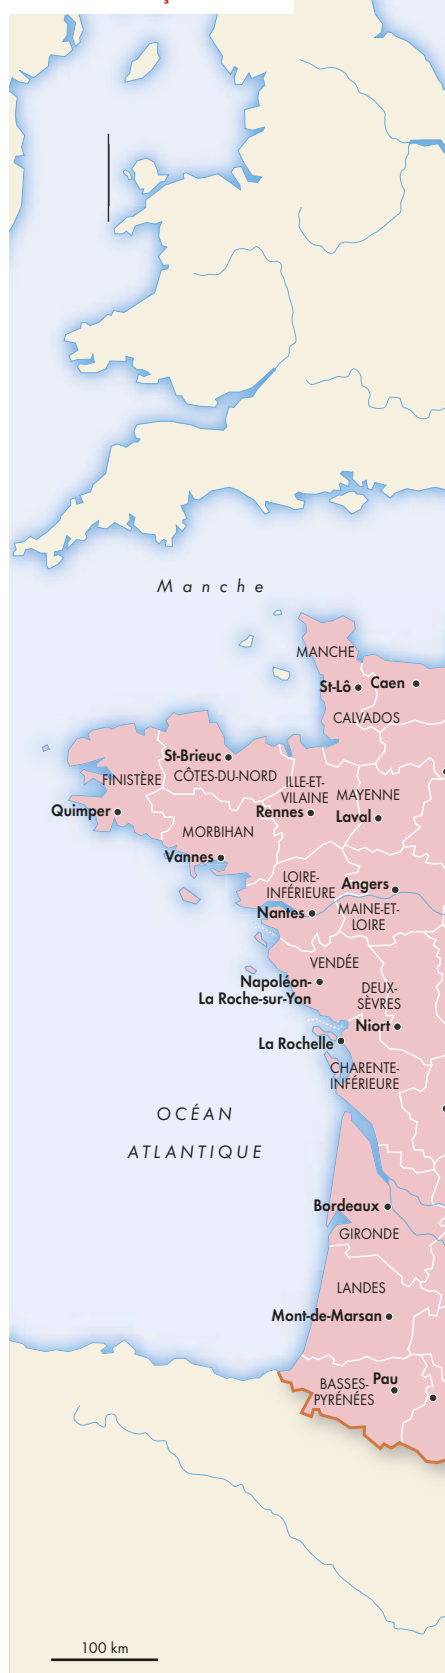 Manche
MANCHE
St-Lô
Caen
CALVADOS
St-Brieuc
FINISTÈRE
CÔTES-DU-NORD
ILLE-ET-
VILAINE
MAYENNE
Quimper
Rennes
Laval
MORBIHAN
Vannes
LOIRE-
INFÉRIEURE
Angers
Nantes
MAINE-ET-
LOIRE
VENDÉE
Napoléon-
La Roche-sur-Yon
DEUX-
SÈVRES
Niort
La Rochelle
CHARENTE-
INFÉRIEURE
OCÉAN
ATLANTIQUE
Bordeaux
GIRONDE
LANDES
Mont-de-Marsan
BASSES-
PYRÉNÉES
Pau
100 km